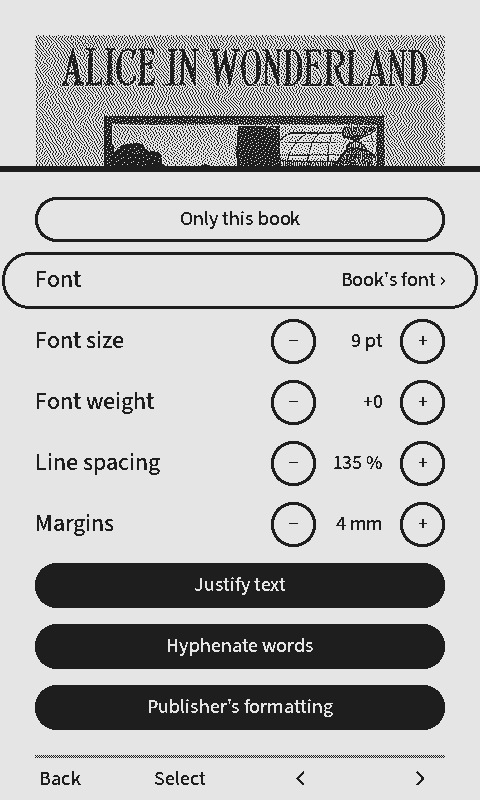 ALICE IN WONDERLAND
Only this book
Font Book's font ›
Font size − 9 pt +
Font weight − +0 +
Line spacing − 135 % +
Margins − 4 mm +
Justify text
Hyphenate words
Publisher's formatting
Back Select < >